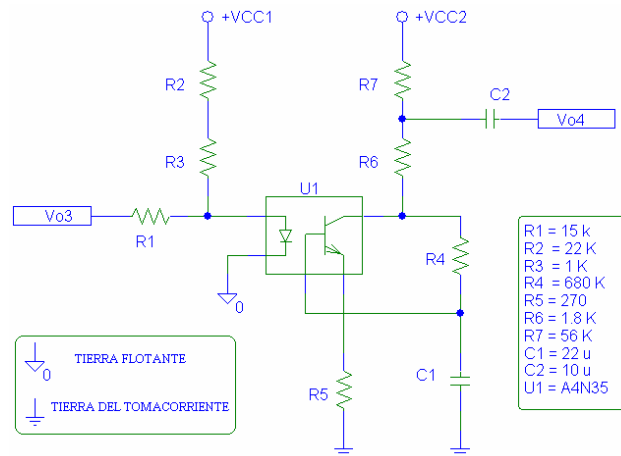 +VCC1
+VCC2
R2
R7
C2
Vo4
R3
R6
U1
Vo3
R1
R4
0
R5
C1
R1 = 15 k
R2 = 22 K
R3 = 1 K
R4 = 680 K
R5 = 270
R6 = 1.8 K
R7 = 56 K
C1 = 22 u
C2 = 10 u
U1 = A4N35
TIERRA FLOTANTE
0
TIERRA DEL TOMACORRIENTE